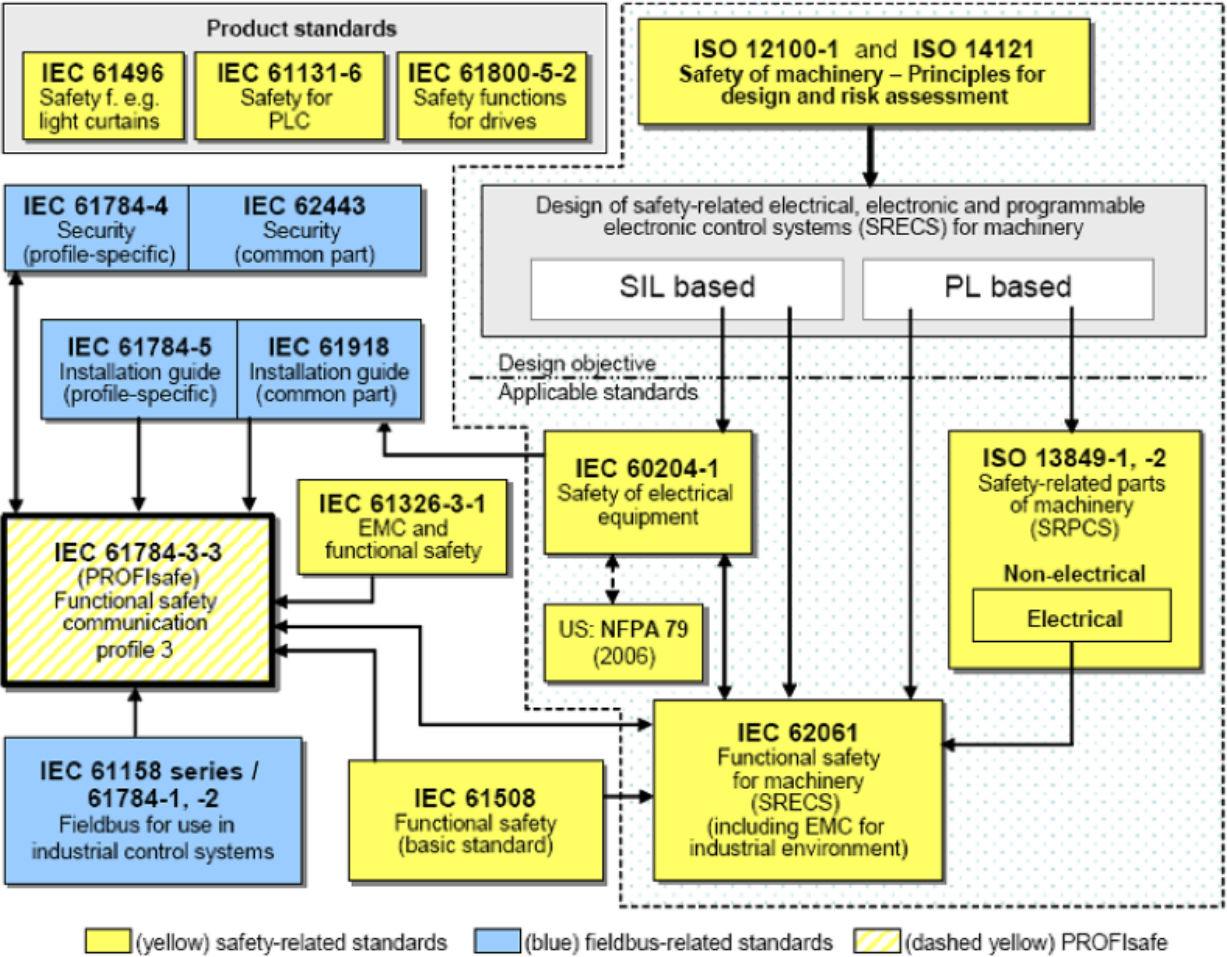 Product standards
IEC 61496
Safety f. e.g.
light curtains
IEC 61131-6
Safety for
PLC
IEC 61800-5-2
Safety functions
for drives
ISO 12100-1 and ISO 14121
Safety of machinery – Principles for
design and risk assessment
IEC 61784-4
Security
(profile-specific)
IEC 62443
Security
(common part)
Design of safety-related electrical, electronic and programmable
electronic control systems (SRECS) for machinery
SIL based
PL based
IEC 61784-5
Installation guide
(profile-specific)
IEC 61918
Installation guide
(common part)
Design objective
Applicable standards
IEC 60204-1
Safety of electrical
equipment
ISO 13849-1, -2
Safety-related parts
of machinery
(SRPCS)
Non-electrical
Electrical
IEC 61326-3-1
EMC and
functional safety
IEC 61784-3-3
(PROFIsafe)
Functional safety
communication
profile 3
US: NFPA 79
(2006)
IEC 62061
Functional safety
for machinery
(SRECS)
(including EMC for
industrial environment)
IEC 61158 series /
61784-1, -2
Fieldbus for use in
industrial control systems
IEC 61508
Functional safety
(basic standard)
(yellow) safety-related standards
(blue) fieldbus-related standards
(dashed yellow) PROFIsafe